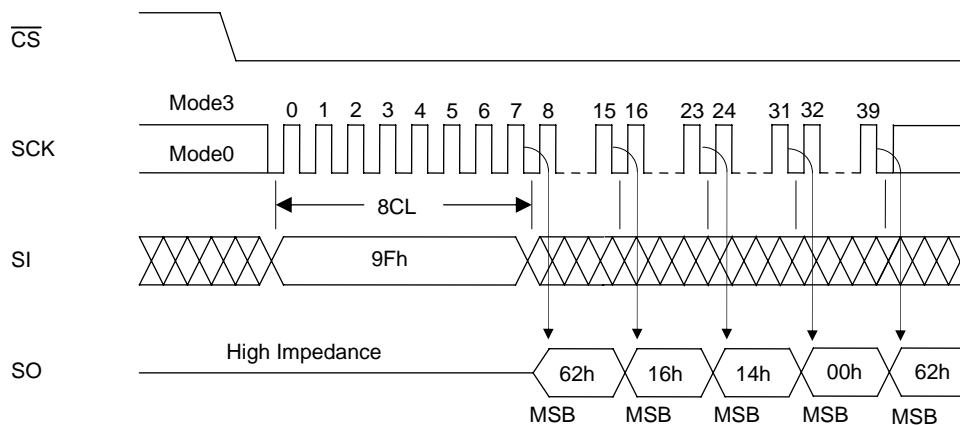 CS
Mode3
0 1 2 3 4 5 6 7 8 15 16 23 24 31 32 39
SCK
Mode0
8CL
SI
9Fh
High Impedance
SO
62h 16h 14h 00h 62h
MSB MSB MSB MSB MSB